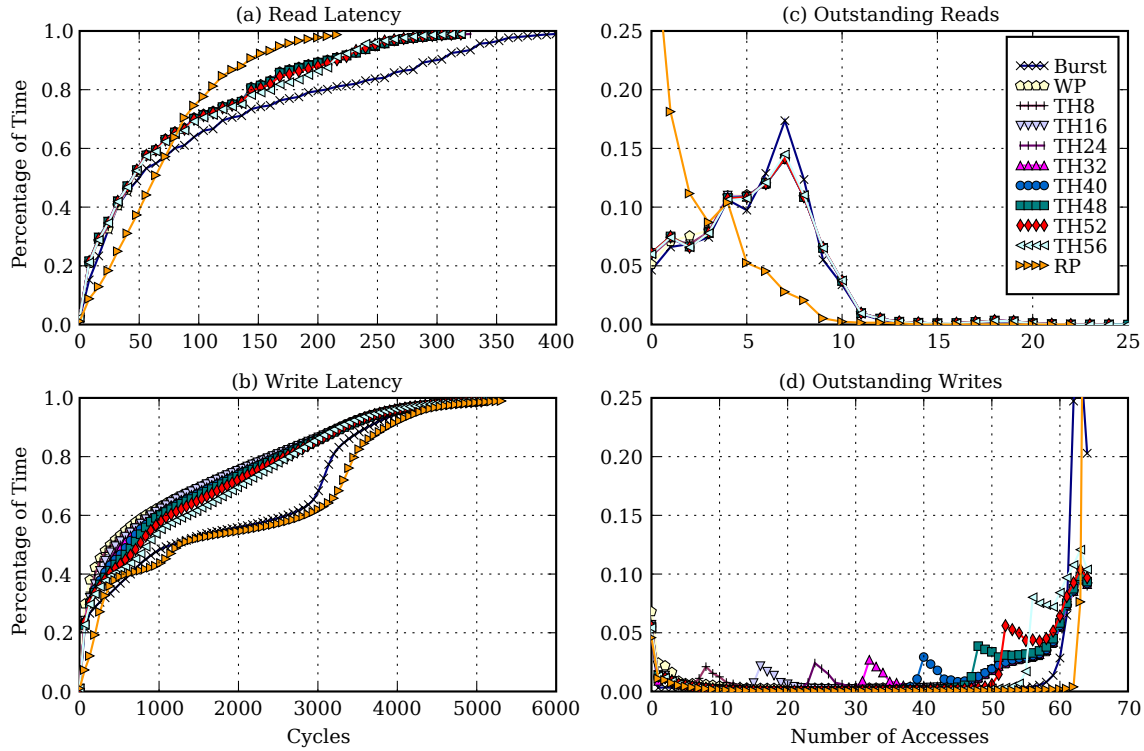 (a) Read Latency
Percentage of Time
1.0
0.8
0.6
0.4
0.2
0.0
0 50 100 150 200 250 300 350 400
(c) Outstanding Reads
0.25
0.20
0.15
0.10
0.05
0.00
0 5 10 15 20 25
Burst
WP
TH8
TH16
TH24
TH32
TH40
TH48
TH52
TH56
RP
(b) Write Latency
Percentage of Time
1.0
0.8
0.6
0.4
0.2
0.0
0 1000 2000 3000 4000 5000 6000
Cycles
(d) Outstanding Writes
0.25
0.20
0.15
0.10
0.05
0.00
0 10 20 30 40 50 60 70
Number of Accesses